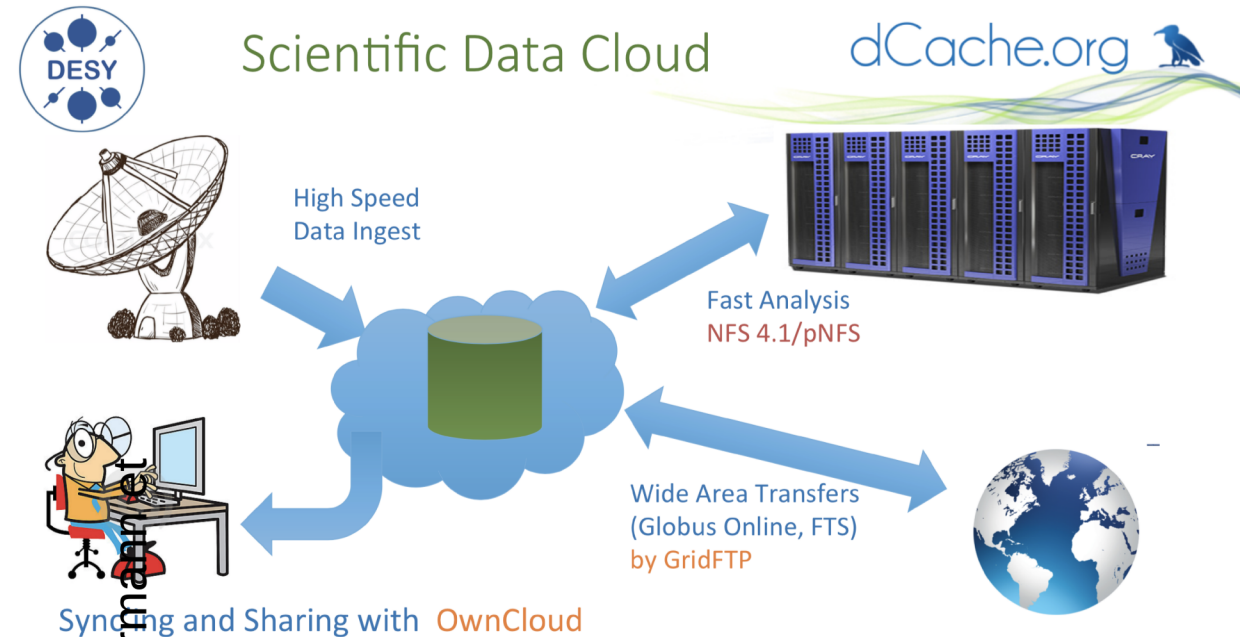 DESY
Scientific Data Cloud
dCache.org
CRAY
High Speed
Data Ingest
Fast Analysis
NFS 4.1/pNFS
Wide Area Transfers
(Globus Online, FTS)
by GridFTP
Syncing and Sharing with OwnCloud